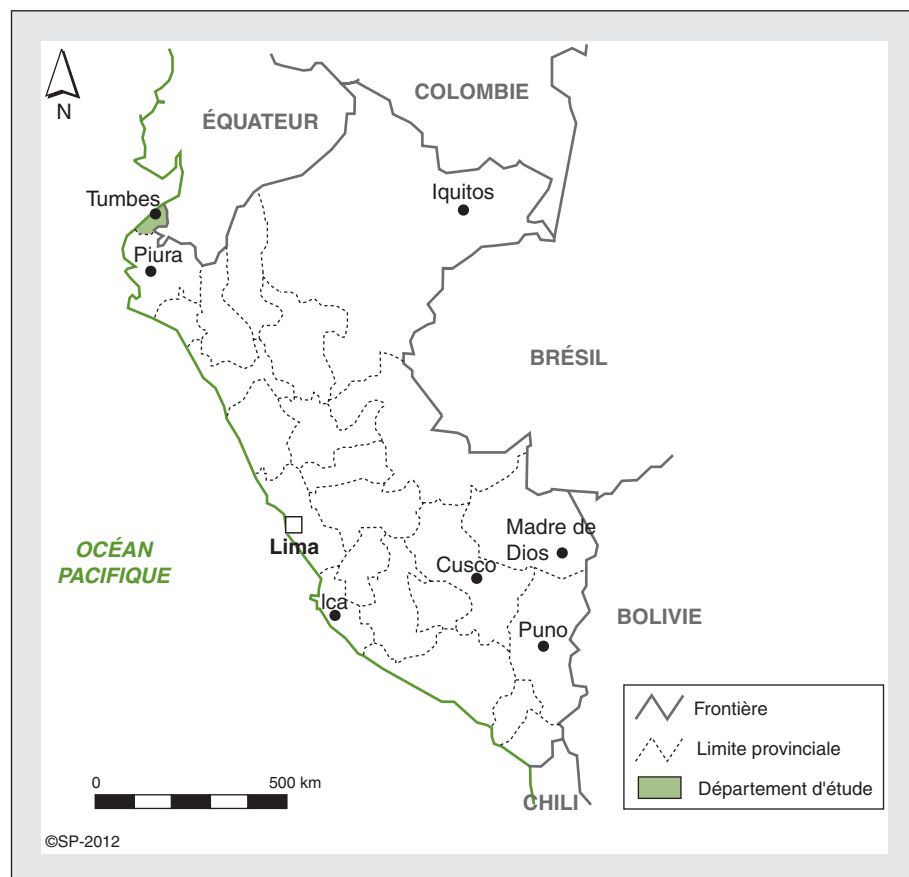 COLOMBIE
N
ÉQUATEUR
Tumbes
Iquitos
Piura
BRÉSIL
OCÉAN
PACIFIQUE
Lima
Madre de
Dios
Cusco
Ica
Puno
BOLIVIE
Frontière
Limite provinciale
Département d'étude
0
500 km
CHILI
©SP-2012